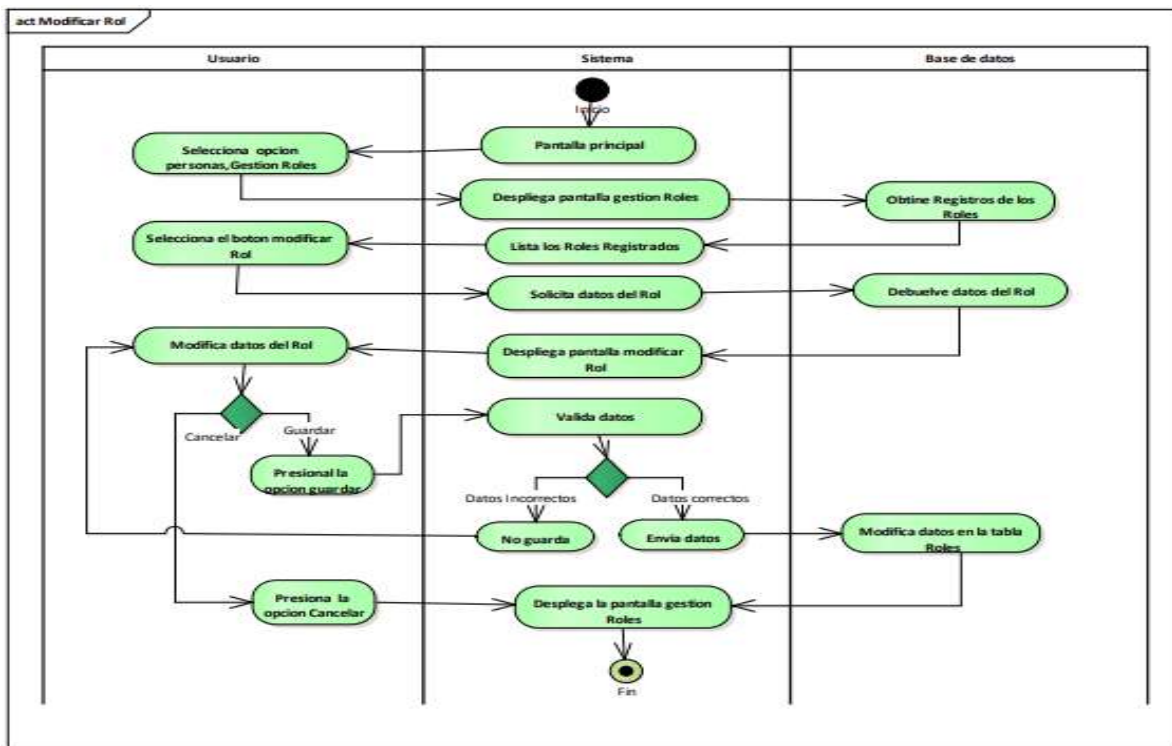 act Modificar Rol
Usuario
Sistema
Base de datos
Inicio
Pantalla principal
Selecciona opcion
personas,Gestion Roles
Despliega pantalla gestion Roles
Obtine Registros de los
Roles
Lista los Roles Registrados
Selecciona el boton modificar
Rol
Solicita datos del Rol
Debuelve datos del Rol
Despliega pantalla modificar
Rol
Modifica datos del Rol
Cancelar
Guardar
Presional la
opcion guardar
Valida datos
Datos Incorrectos
Datos correctos
No guarda
Envia datos
Modifica datos en la tabla
Roles
Presiona la
opcion Cancelar
Desplega la pantalla gestion
Roles
Fin